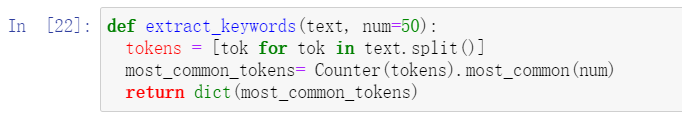 In [22]: def extract_keywords(text, num=50):
  tokens = [tok for tok in text.split()]
  most_common_tokens= Counter(tokens).most_common(num)
  return dict(most_common_tokens)